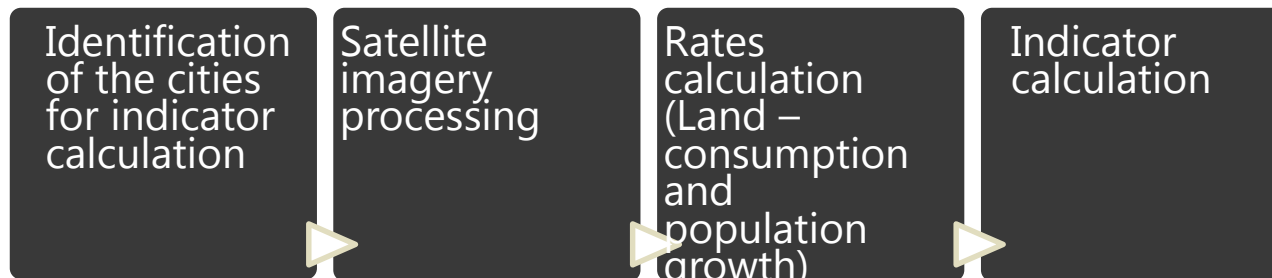 Identification
of the cities
for indicator
calculation
Satellite
imagery
processing
Rates
calculation
(Land –
consumption
and
population
growth)
Indicator
calculation